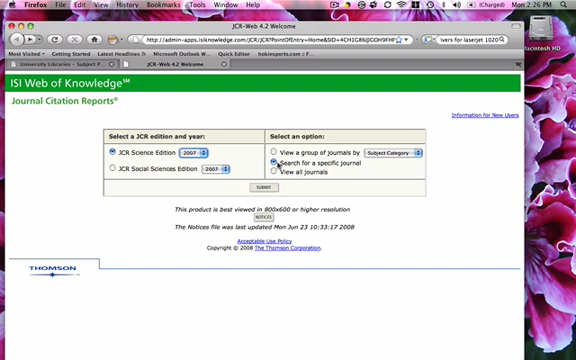 Firefox File Edit View History Bookmarks Tools Window Help (Charged) Mon 2:26 PM
JCR-Web 4.2 Welcome
Most Visited Getting Started Latest Headlines Microsoft Outlook W... Dictionary.com hokiesports.com :
University Libraries - Subject P... JCR-Web 4.2 Welcome
Macintosh HD
ISI Web of Knowledge℠
Journal Citation Reports®
Information for New Users
Select a JCR edition and year:
Select an option:
JCR Science Edition 2007
View a group of journals by Subject Category
JCR Social Sciences Edition 2007
Search for a specific journal
View all journals
SUBMIT
This product is best viewed in 800x600 or higher resolution
NOTICES
The Notices file was last updated Mon Jun 23 10:33:17 2008
Acceptable Use Policy
Copyright © 2008 The Thomson Corporation.
THOMSON